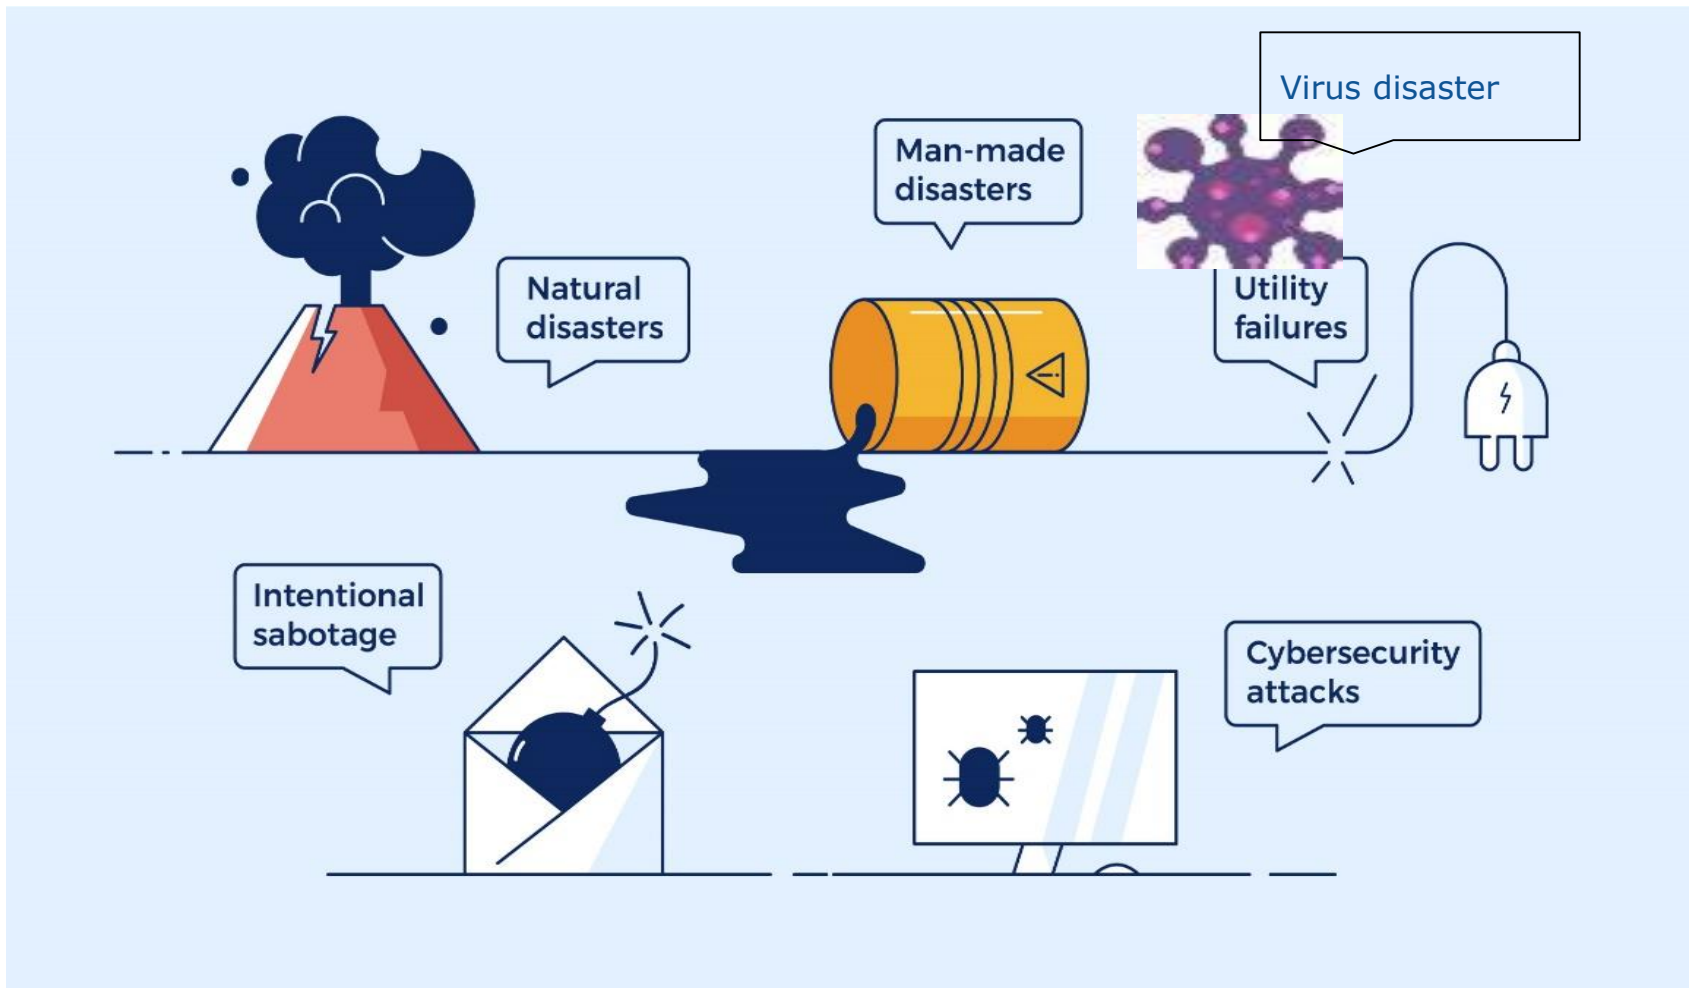 Virus disaster
Man-made
disasters
Natural
disasters
Utility
failures
Intentional
sabotage
Cybersecurity
attacks